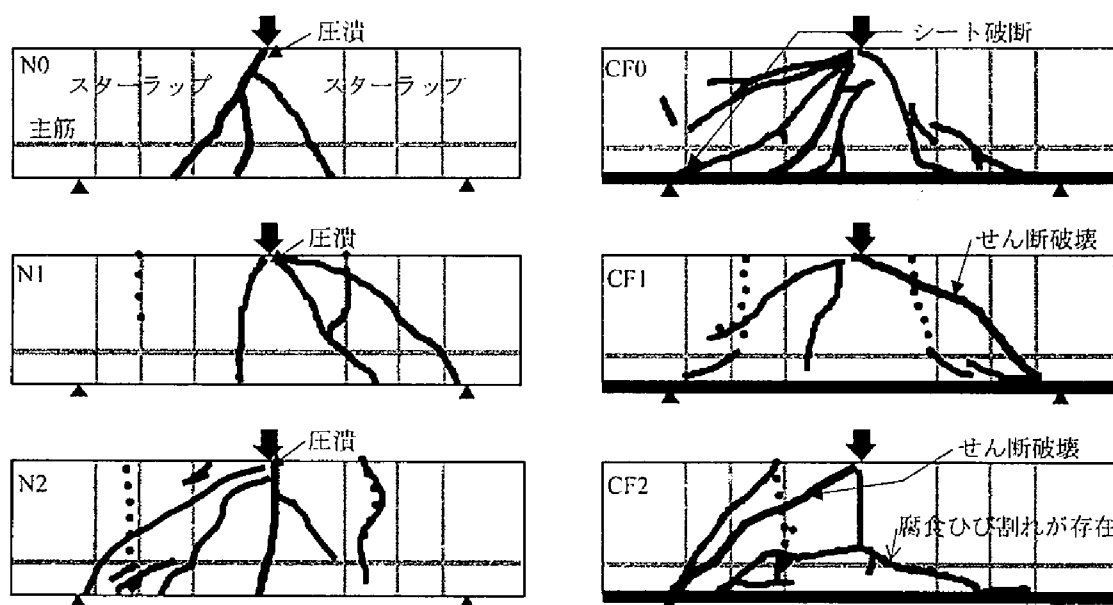 圧潰
N0
スターラップ
スターラップ
主筋
シート破断
CF0
圧潰
N1
せん断破壊
CF1
圧潰
N2
せん断破壊
CF2
腐食ひび割れが存在